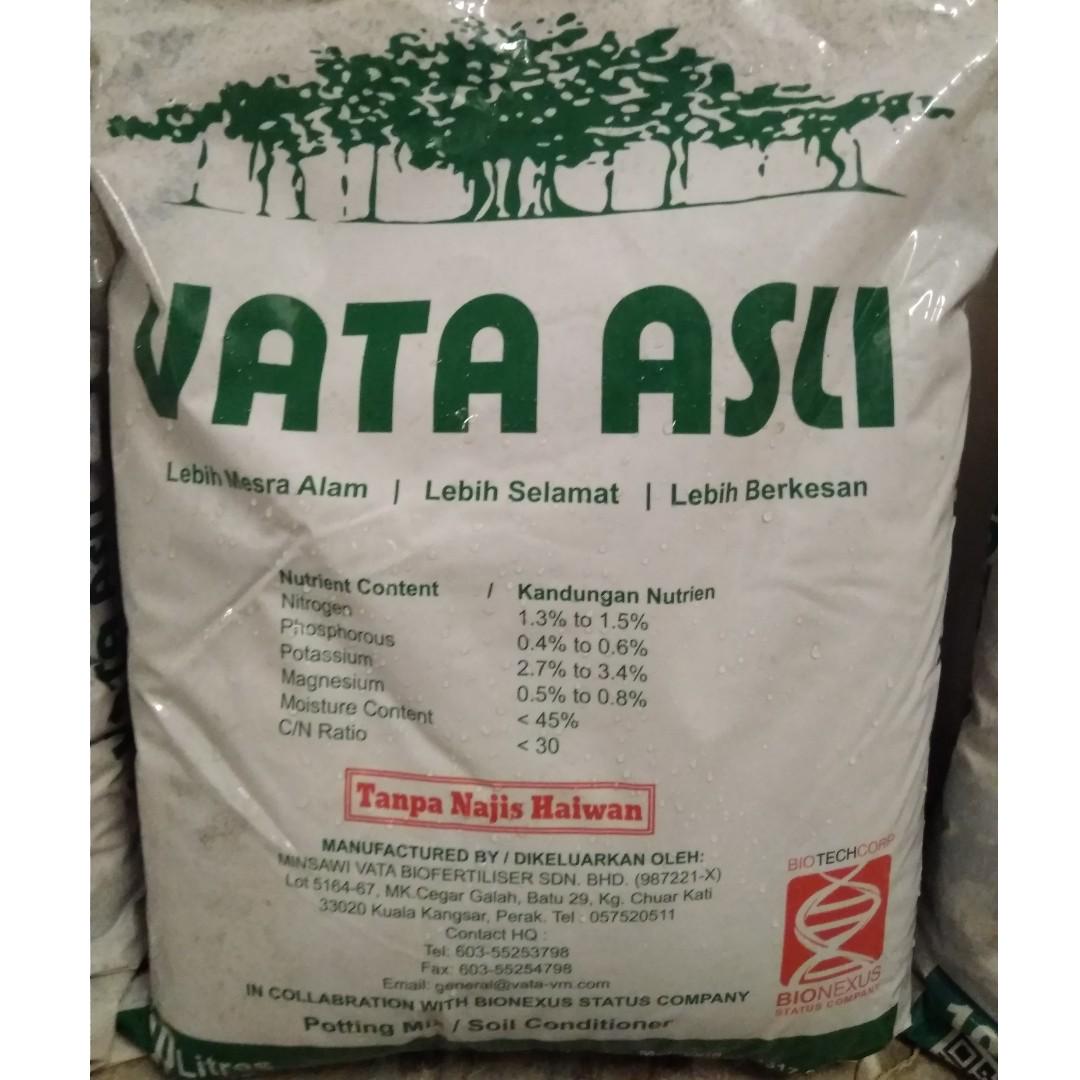 VATA ASLI
Lebih Mesra Alam | Lebih Selamat | Lebih Berkesan
Nutrient Content / Kandungan Nutrien
Nitrogen 1.3% to 1.5%
Phosphorous 0.4% to 0.6%
Potassium 2.7% to 3.4%
Magnesium 0.5% to 0.8%
Moisture Content < 45%
C/N Ratio < 30
Tanpa Najis Haiwan
MANUFACTURED BY / DIKELUARKAN OLEH:
MINSAWI VATA BIOFERTILISER SDN. BHD. (987221-X)
Lot 5164-67, MK.Cegar Galah, Batu 29, Kg. Chuar Kati
33020 Kuala Kangsar, Perak. Tel : 057520511
Contact HQ :
Tel: 603-55253798
Fax: 603-55254798
Email: general@vata-vm.com
IN COLLABRATION WITH BIONEXUS STATUS COMPANY
Potting Mix / Soil Conditioner
BIOTECHCORP
BIONEXUS
STATUS COMPANY
Litres